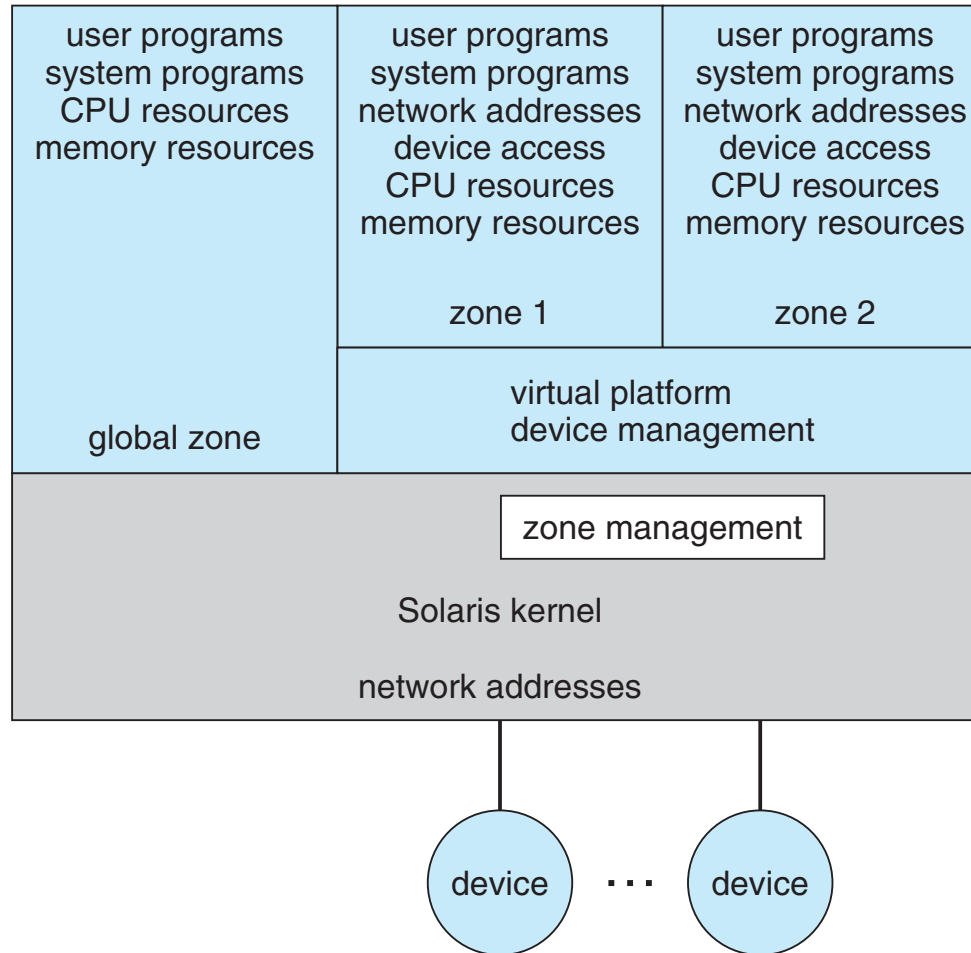 user programs
system programs
CPU resources
memory resources
global zone
user programs
system programs
network addresses
device access
CPU resources
memory resources
zone 1
user programs
system programs
network addresses
device access
CPU resources
memory resources
zone 2
virtual platform
device management
zone management
Solaris kernel
network addresses
device
...
device